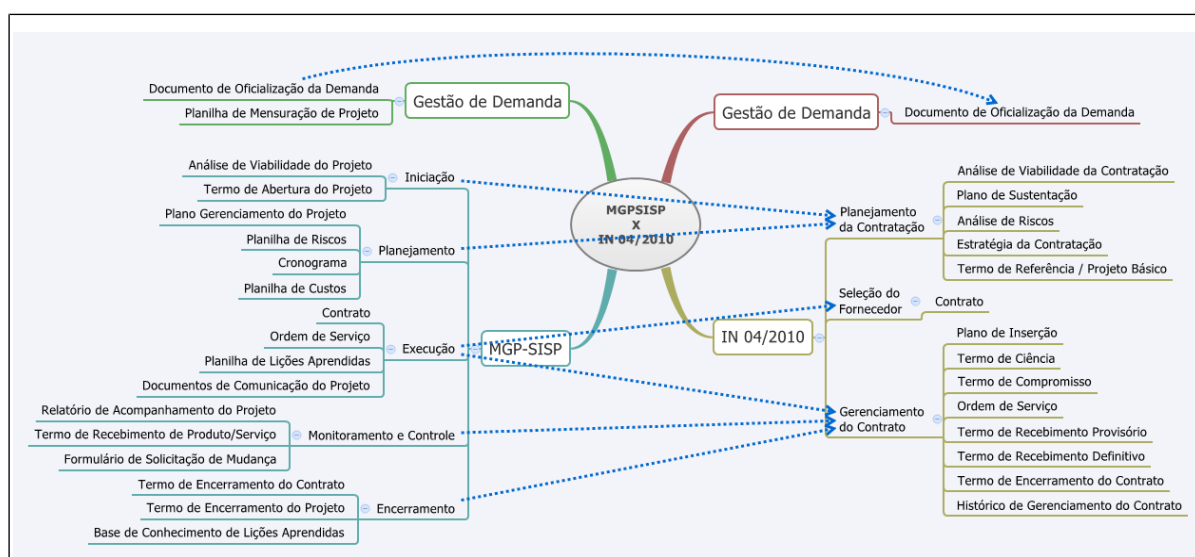 Documento de Oficialização da Demanda
Planilha de Mensuração de Projeto
Gestão de Demanda
Gestão de Demanda
Documento de Oficialização da Demanda
MGPSISP
X
IN 04/2010
Análise de Viabilidade do Projeto
Termo de Abertura do Projeto
Iniciação
Plano Gerenciamento do Projeto
Planilha de Riscos
Cronograma
Planilha de Custos
Planejamento
Contrato
Ordem de Serviço
Planilha de Lições Aprendidas
Documentos de Comunicação do Projeto
Execução
MGP-SISP
Relatório de Acompanhamento do Projeto
Termo de Recebimento de Produto/Serviço
Formulário de Solicitação de Mudança
Monitoramento e Controle
Termo de Encerramento do Contrato
Termo de Encerramento do Projeto
Base de Conhecimento de Lições Aprendidas
Encerramento
IN 04/2010
Planejamento
da Contratação
Análise de Viabilidade da Contratação
Plano de Sustentação
Análise de Riscos
Estratégia da Contratação
Termo de Referência / Projeto Básico
Seleção do
Fornecedor
Contrato
Gerenciamento
do Contrato
Plano de Inserção
Termo de Ciência
Termo de Compromisso
Ordem de Serviço
Termo de Recebimento Provisório
Termo de Recebimento Definitivo
Termo de Encerramento do Contrato
Histórico de Gerenciamento do Contrato